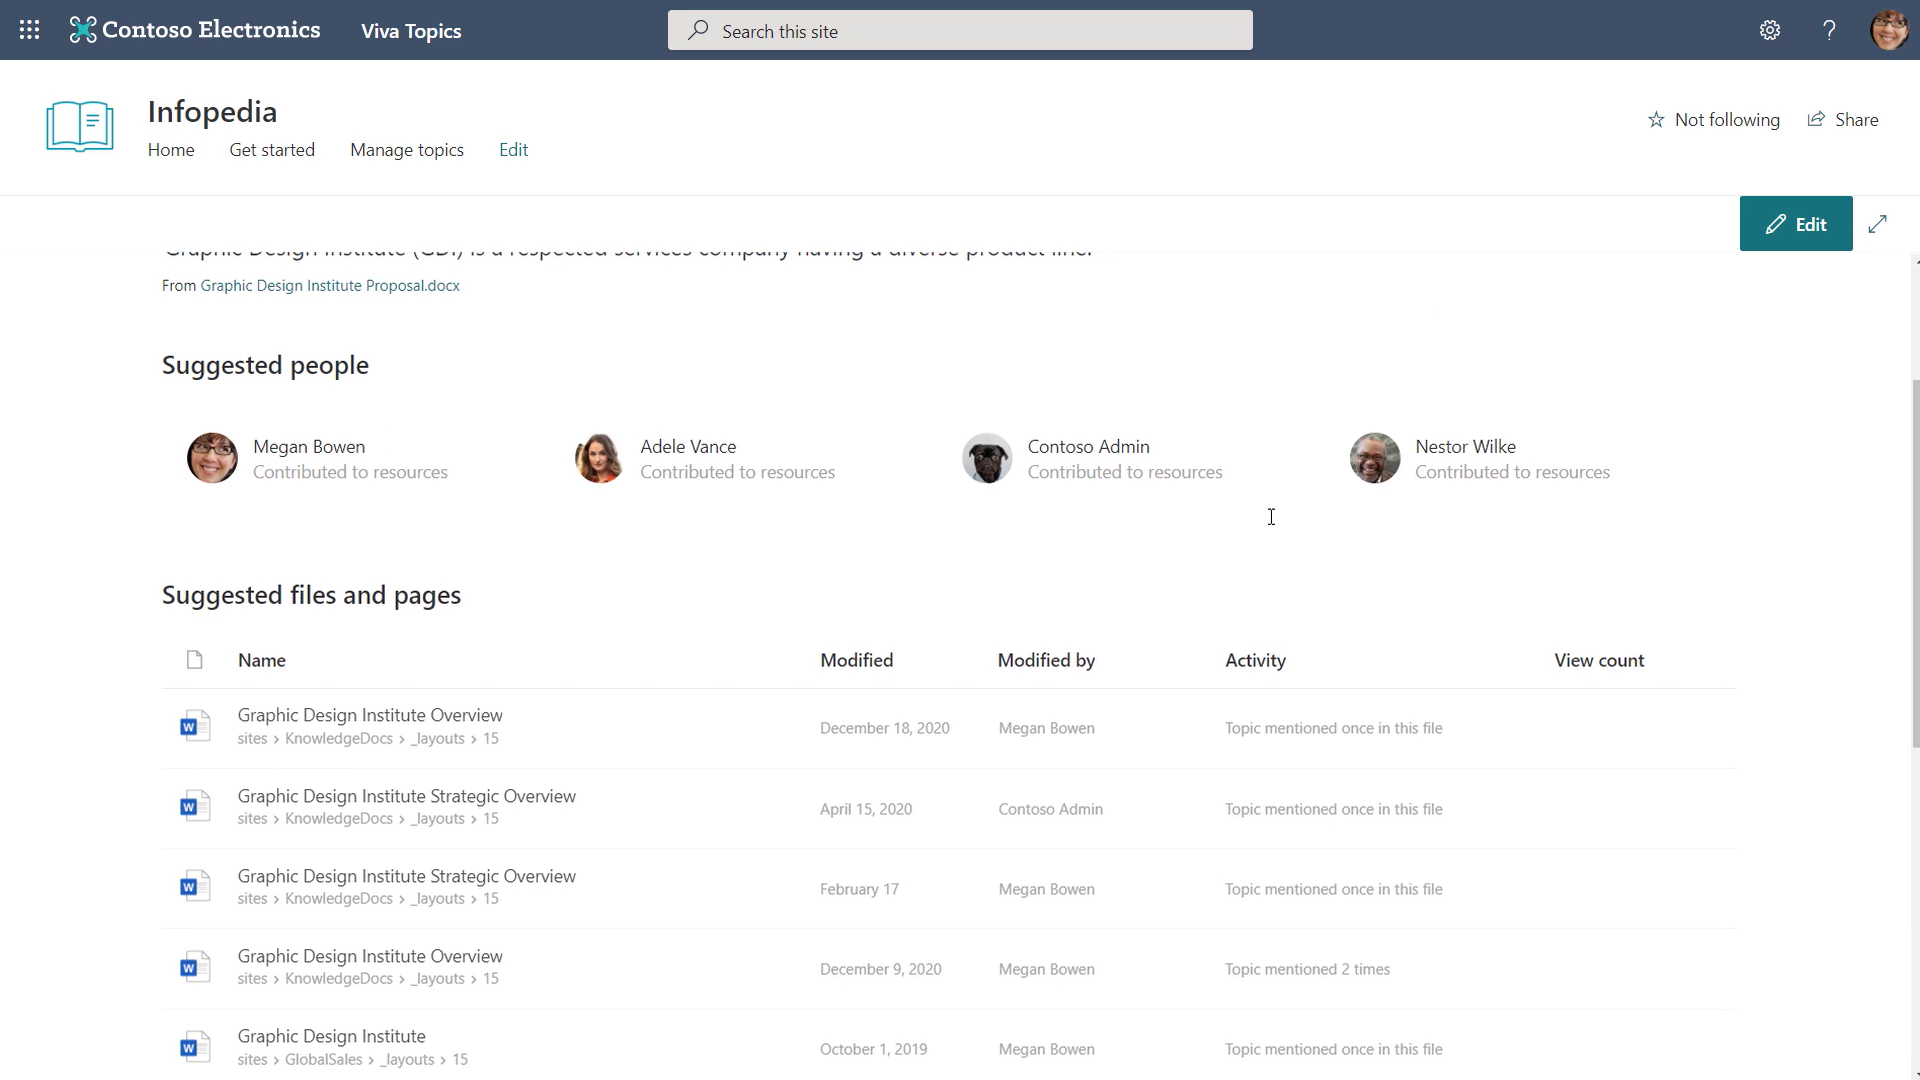 Contoso Electronics
Viva Topics
Search this site
?
Infopedia
Not following
Share
Home
Get started
Manage topics
Edit
Edit
Graphic Design Institute (GDI) is a respected services company having a diverse product line.
From Graphic Design Institute Proposal.docx
Suggested people
Megan Bowen
Contributed to resources
Adele Vance
Contributed to resources
Contoso Admin
Contributed to resources
Nestor Wilke
Contributed to resources
Suggested files and pages
Name Modified Modified by Activity View count
W
Graphic Design Institute Overview
sites > KnowledgeDocs > _layouts > 15
December 18, 2020 Megan Bowen Topic mentioned once in this file
W
Graphic Design Institute Strategic Overview
sites > KnowledgeDocs > _layouts > 15
April 15, 2020 Contoso Admin Topic mentioned once in this file
W
Graphic Design Institute Strategic Overview
sites > KnowledgeDocs > _layouts > 15
February 17 Megan Bowen Topic mentioned once in this file
W
Graphic Design Institute Overview
sites > KnowledgeDocs > _layouts > 15
December 9, 2020 Megan Bowen Topic mentioned 2 times
W
Graphic Design Institute
sites > GlobalSales > _layouts > 15
October 1, 2019 Megan Bowen Topic mentioned once in this file